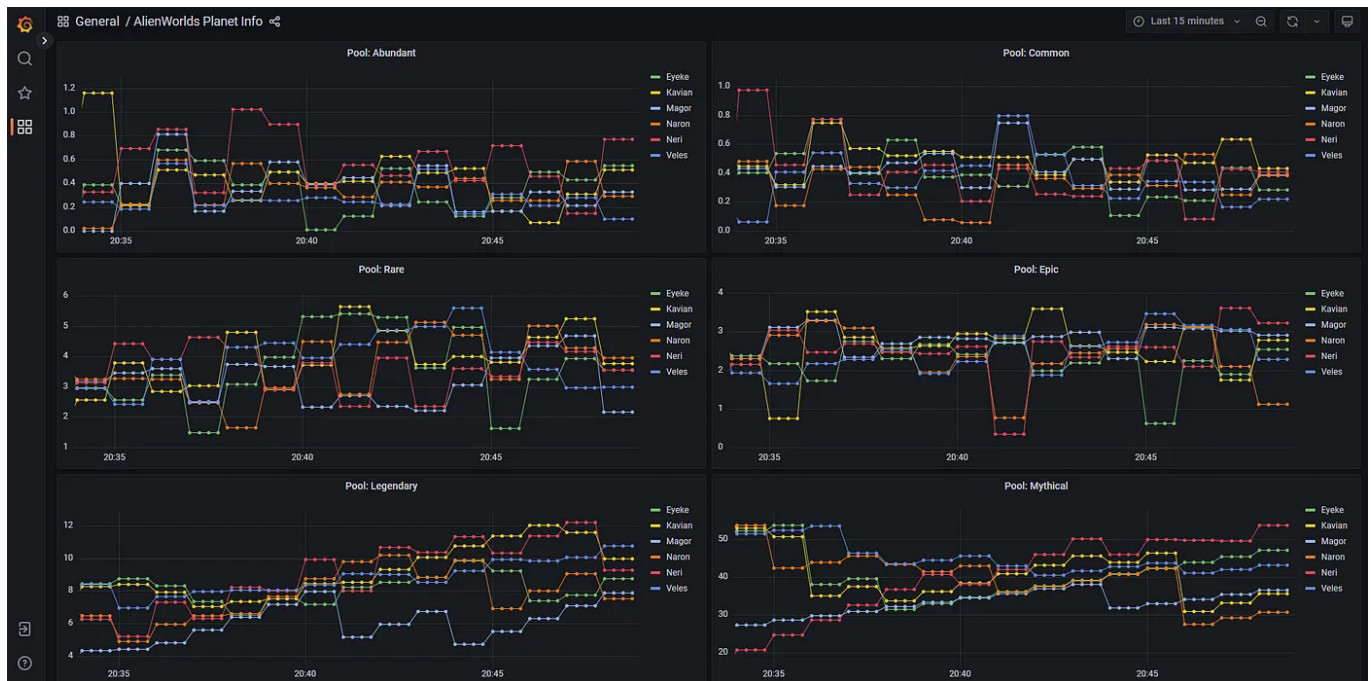 General / AlienWorlds Planet Info
Last 15 minutes
Pool: Abundant
1.2
1.0
0.8
0.6
0.4
0.2
0.0
20:35
20:40
20:45
Eyeke
Kavian
Magor
Naron
Neri
Veles
Pool: Common
1.0
0.8
0.6
0.4
0.2
0.0
20:35
20:40
20:45
Eyeke
Kavian
Magor
Naron
Neri
Veles
Pool: Rare
6
5
4
3
2
1
20:35
20:40
20:45
Eyeke
Kavian
Magor
Naron
Neri
Veles
Pool: Epic
4
3
2
1
0
20:35
20:40
20:45
Eyeke
Kavian
Magor
Naron
Neri
Veles
Pool: Legendary
12
10
8
6
4
20:35
20:40
20:45
Eyeke
Kavian
Magor
Naron
Neri
Veles
Pool: Mythical
50
40
30
20
20:35
20:40
20:45
Eyeke
Kavian
Magor
Naron
Neri
Veles